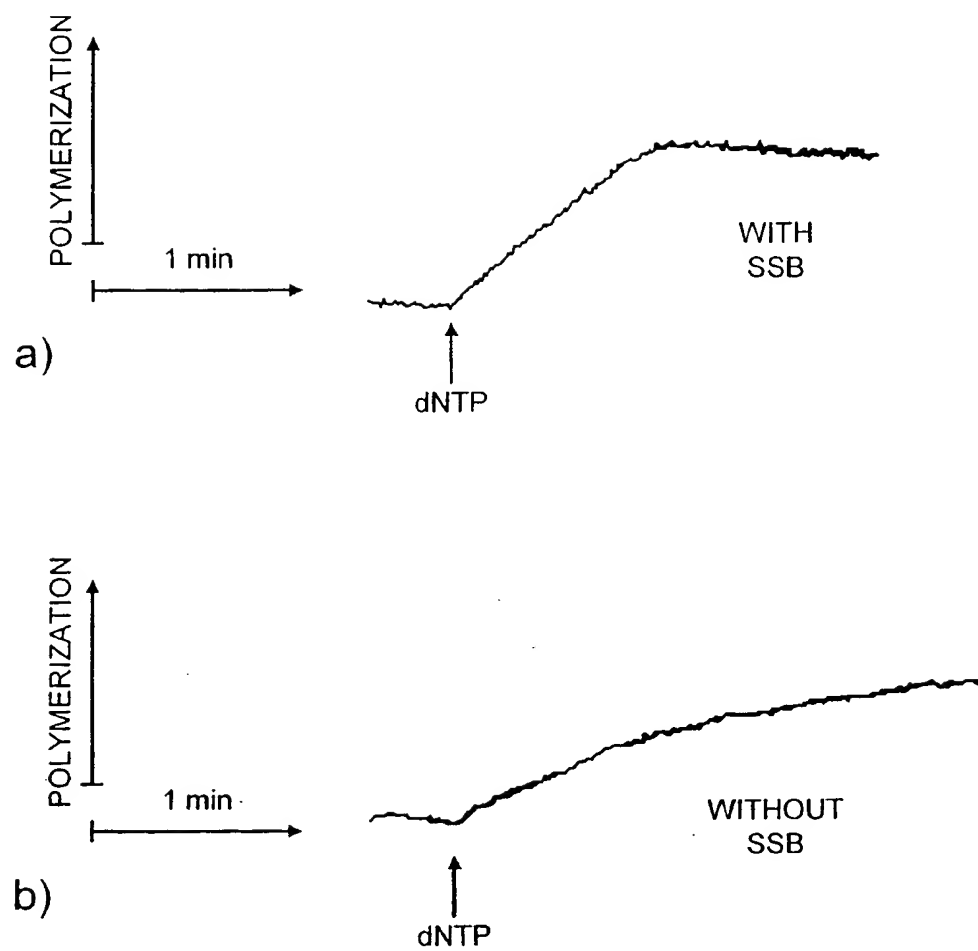 POLYMERIZATION
1 min
WITH
SSB
a)
dNTP
POLYMERIZATION
1 min
WITHOUT
SSB
b)
dNTP